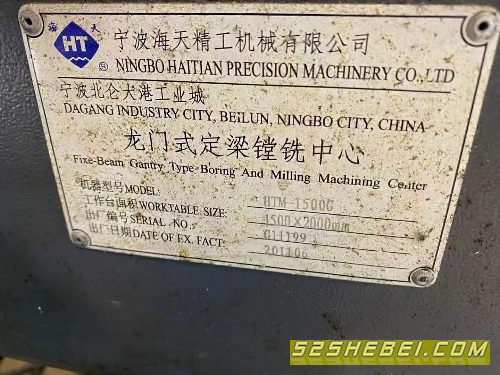 海 天
HT
®
宁波海天精工机械有限公司
NINGBO HAITIAN PRECISION MACHINERY CO.,LTD
宁波北仑大港工业城
DAGANG INDUSTRY CITY, BEILUN, NINGBO CITY, CHINA
龙门式定梁镗铣中心
Fixe-Beam Gantry Type Boring And Milling Machining Center
机器型号MODEL: HTM-1500G
工作台面积WORKTABLE SIZE: 1500×2000mm
出厂编号SERIAL NO.: G11199
出厂日期DATE OF EX. FACT: 201106
52SHEBEI.COM